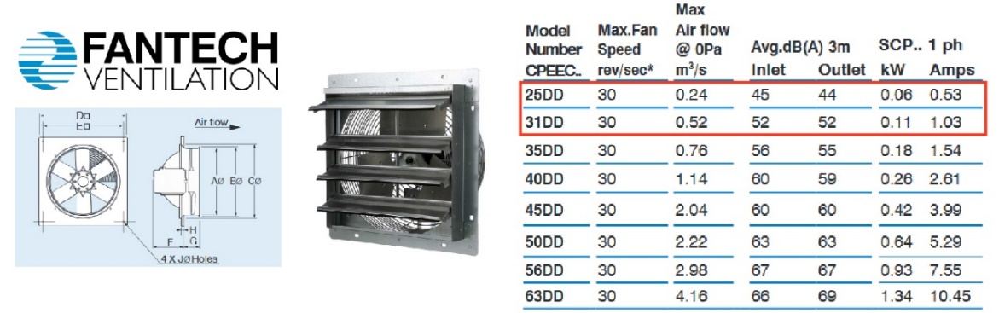 FANTECH
VENTILATION
D□
E□
Air flow
AØ BØ CØ
H
F G
4 X JØ Holes
Max
Model Max.Fan Air flow
Number Speed @ 0Pa Avg.dB(A) 3m SCP.. 1 ph
CPEEC.. rev/sec* m³/s Inlet Outlet kW Amps
25DD 30 0.24 45 44 0.06 0.53
31DD 30 0.52 52 52 0.11 1.03
35DD 30 0.76 56 55 0.18 1.54
40DD 30 1.14 60 59 0.26 2.61
45DD 30 2.04 60 60 0.42 3.99
50DD 30 2.22 63 63 0.64 5.29
56DD 30 2.98 67 67 0.93 7.55
63DD 30 4.16 66 69 1.34 10.45